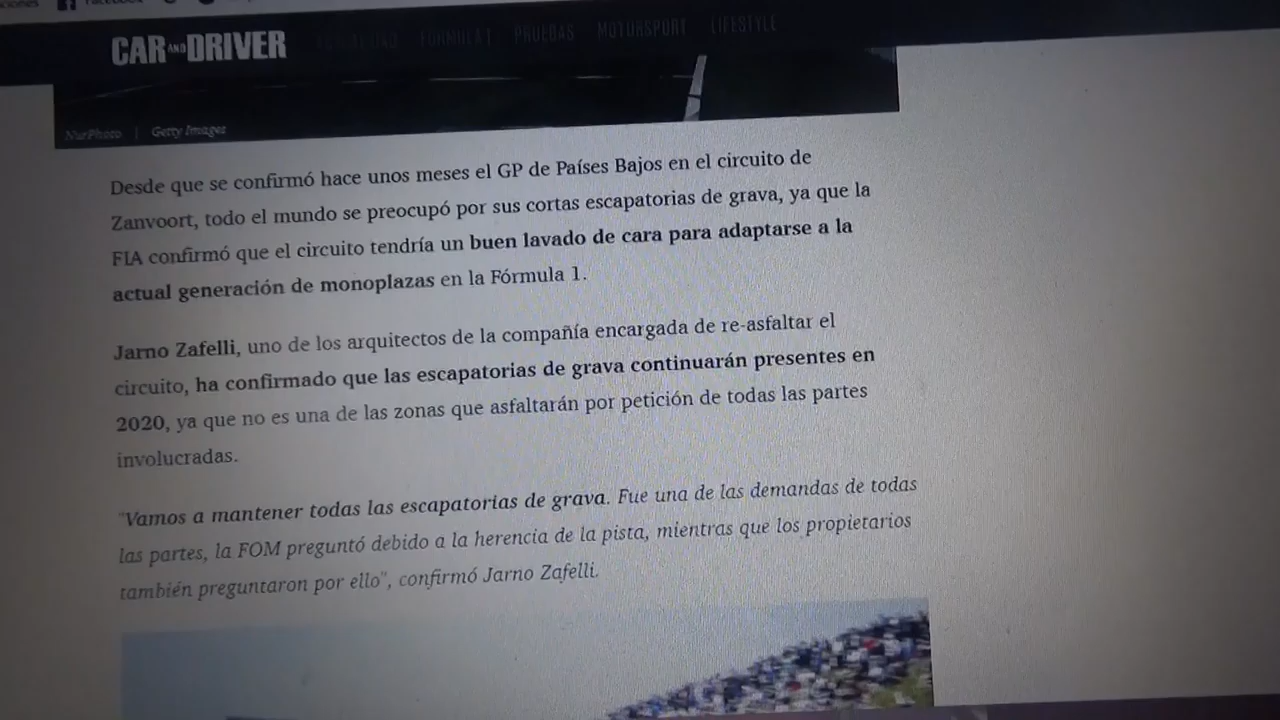 CAR AND DRIVER FORMULA 1 PRUEBAS MOTORSPORT LIFESTYLE
NurPhoto | Getty Images
Desde que se confirmó hace unos meses el GP de Países Bajos en el circuito de
Zanvoort, todo el mundo se preocupó por sus cortas escapatorias de grava, ya que la
FIA confirmó que el circuito tendría un buen lavado de cara para adaptarse a la
actual generación de monoplazas en la Fórmula 1.
Jarno Zafelli, uno de los arquitectos de la compañía encargada de re-asfaltar el
circuito, ha confirmado que las escapatorias de grava continuarán presentes en
2020, ya que no es una de las zonas que asfaltarán por petición de todas las partes
involucradas.
"Vamos a mantener todas las escapatorias de grava. Fue una de las demandas de todas
las partes, la FOM preguntó debido a la herencia de la pista, mientras que los propietarios
también preguntaron por ello", confirmó Jarno Zafelli.